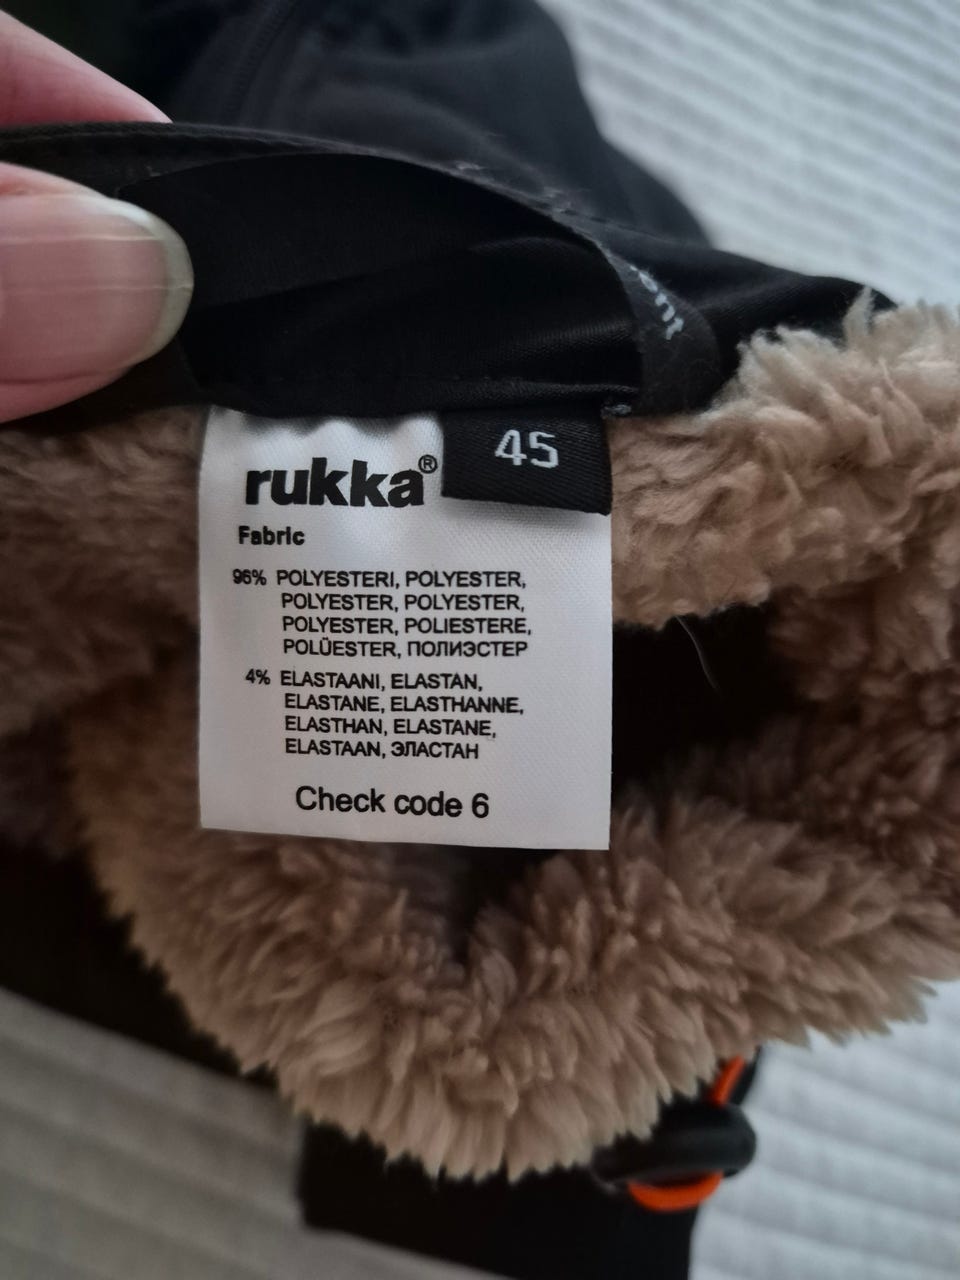 45
rukka®
Fabric
96% POLYESTERI, POLYESTER,
POLYESTER, POLYESTER,
POLYESTER, POLIESTERE,
POLÜESTER, ПОЛИЭСТЕР
4% ELASTAANI, ELASTAN,
ELASTANE, ELASTHANNE,
ELASTHAN, ELASTANE,
ELASTAAN, ЭЛАСТАН
Check code 6